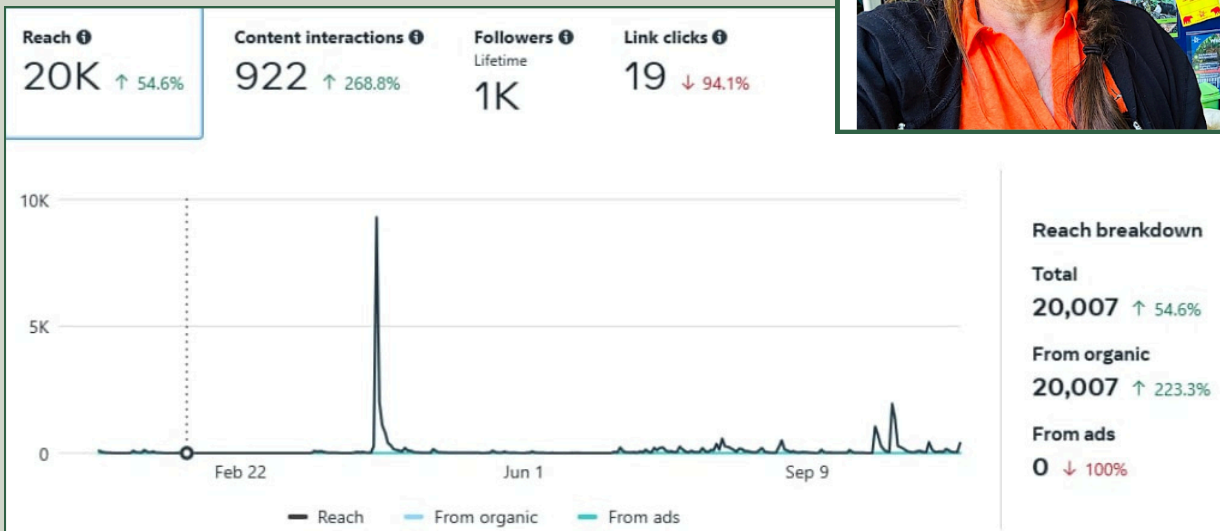 Reach
20K ↑ 54.6%
Content interactions
922 ↑ 268.8%
Followers
Lifetime
1K
Link clicks
19 ↓ 94.1%
10K
5K
0
Feb 22
Jun 1
Sep 9
Reach
From organic
From ads
Reach breakdown
Total
20,007 ↑ 54.6%
From organic
20,007 ↑ 223.3%
From ads
0 ↓ 100%